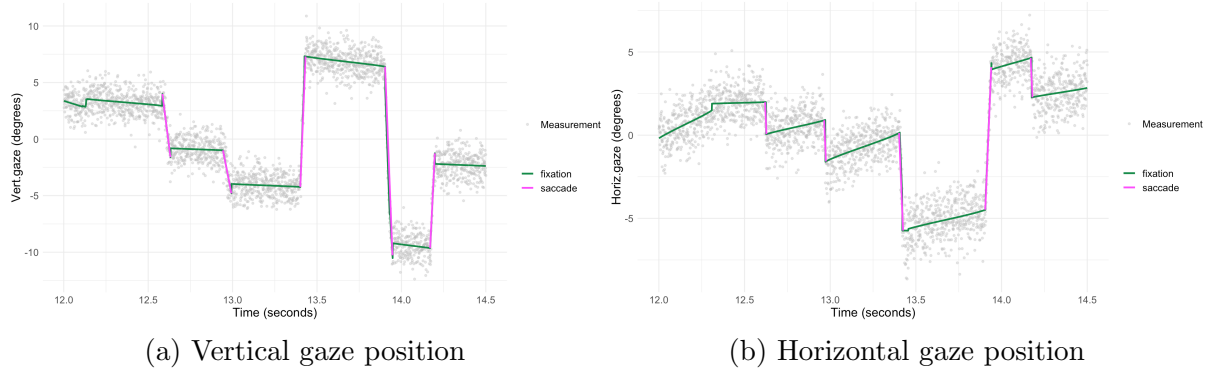 Vert.gaze (degrees)
10
5
0
-5
-10
12.0 12.5 13.0 13.5 14.0 14.5
Time (seconds)
Measurement
fixation
saccade
(a) Vertical gaze position
Horiz.gaze (degrees)
5
0
-5
12.0 12.5 13.0 13.5 14.0 14.5
Time (seconds)
Measurement
fixation
saccade
(b) Horizontal gaze position